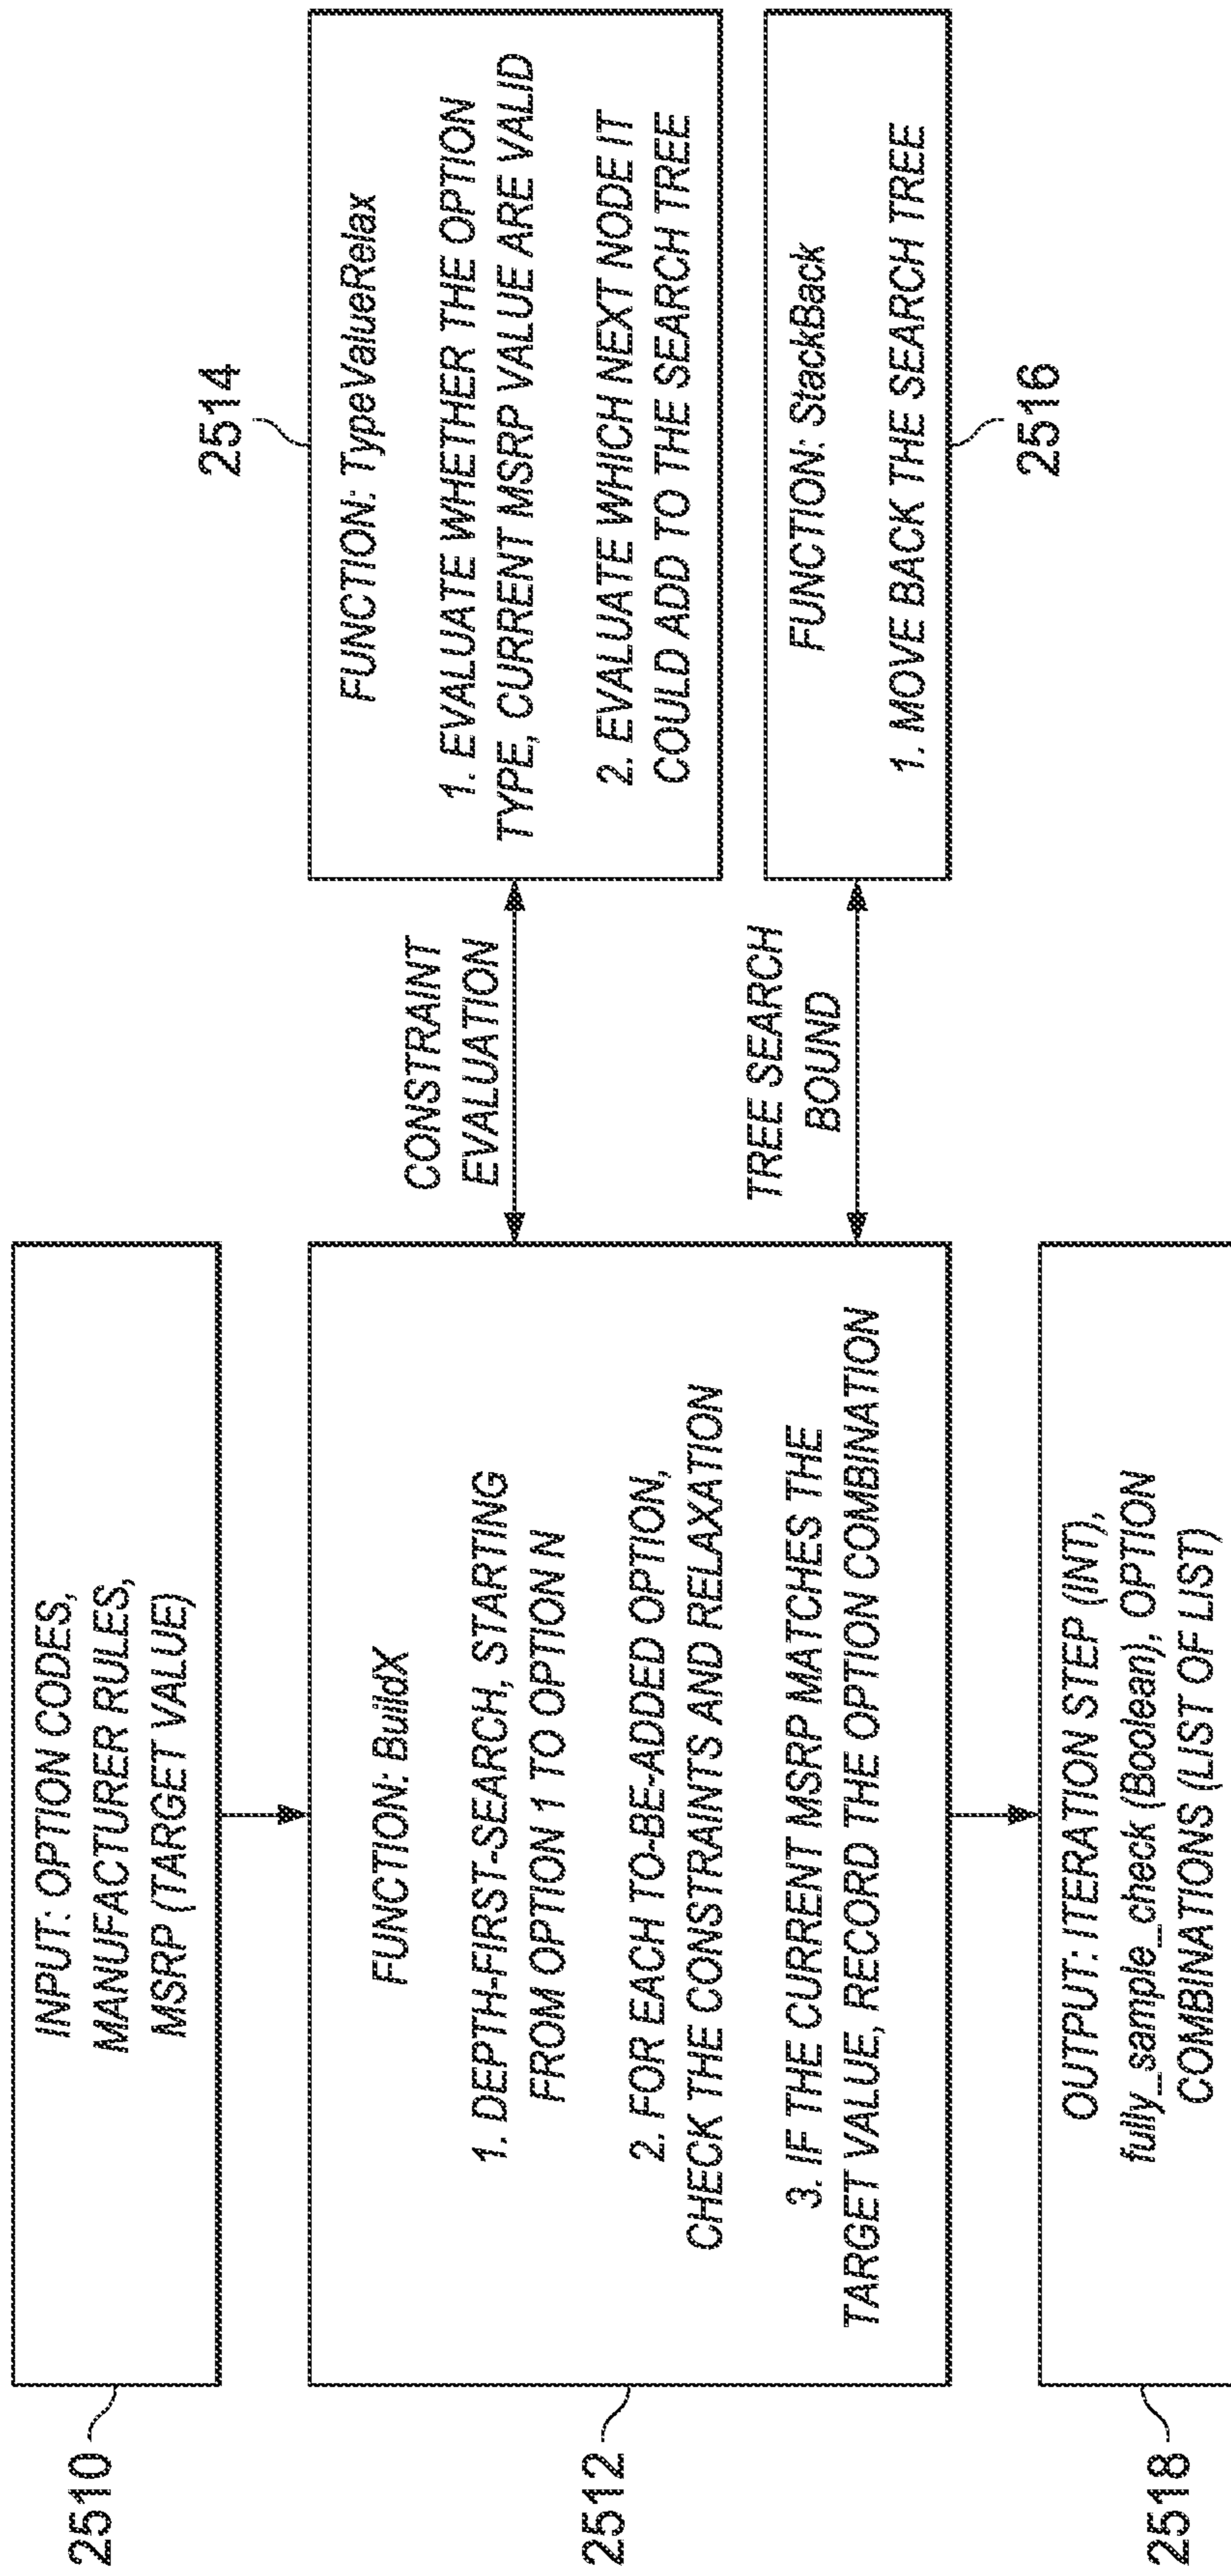 2510
INPUT: OPTION CODES,
MANUFACTURER RULES,
MSRP (TARGET VALUE)
2512
FUNCTION: BuildX
1. DEPTH-FIRST-SEARCH, STARTING
FROM OPTION 1 TO OPTION N
2. FOR EACH TO-BE-ADDED OPTION,
CHECK THE CONSTRAINTS AND RELAXATION
3. IF THE CURRENT MSRP MATCHES THE
TARGET VALUE, RECORD THE OPTION COMBINATION
CONSTRAINT
EVALUATION
2514
FUNCTION: TypeValueRelax
1. EVALUATE WHETHER THE OPTION
TYPE, CURRENT MSRP VALUE ARE VALID
2. EVALUATE WHICH NEXT NODE IT
COULD ADD TO THE SEARCH TREE
TREE SEARCH
BOUND
FUNCTION: StackBack
1. MOVE BACK THE SEARCH TREE
2516
2518
OUTPUT: ITERATION STEP (INT),
fully_sample_check (Boolean), OPTION
COMBINATIONS (LIST OF LIST)